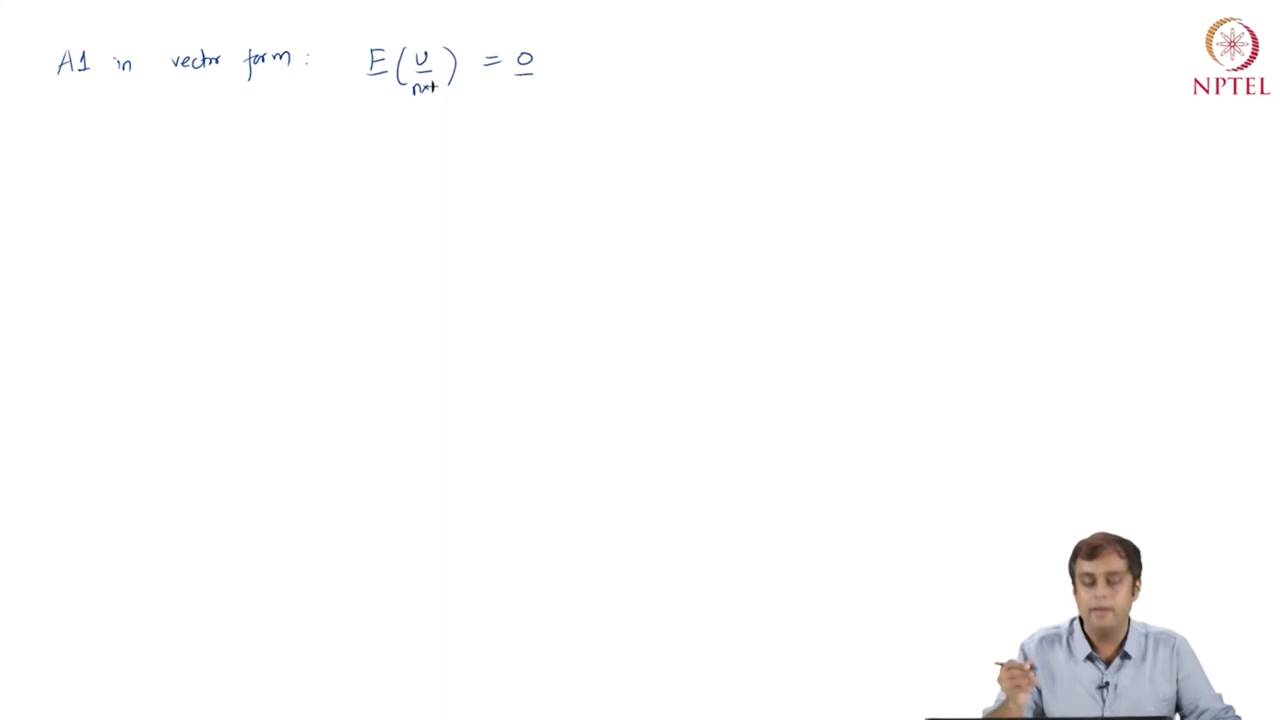 A1 in vector form : E ( U ) = 0
n×1
NPTEL